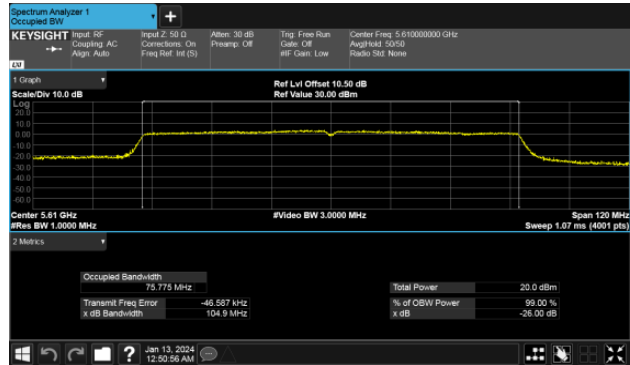 Spectrum Analyzer 1
Occupied BW
+
KEYSIGHT Input: RF Input Z: 50 Ω Atten: 30 dB Trig: Free Run Center Freq: 5.610000000 GHz
Coupling: AC Corrections: On Preamp: Off Gate: Off Avg|Hold: 50/50
Align: Auto Freq Ref: Int (S) #IF Gain: Low Radio Std: None
LXI
1 Graph Ref Lvl Offset 10.50 dB
Scale/Div 10.0 dB Ref Value 30.00 dBm
Log
20.0
10.0
0.00
-10.0
-20.0
-30.0
-40.0
-50.0
-60.0
Center 5.61 GHz #Video BW 3.0000 MHz Span 120 MHz
#Res BW 1.0000 MHz Sweep 1.07 ms (4001 pts)
2 Metrics
Occupied Bandwidth
75.775 MHz Total Power 20.0 dBm
Transmit Freq Error -46.587 kHz % of OBW Power 99.00 %
x dB Bandwidth 104.9 MHz x dB -26.00 dB
? Jan 13, 2024
12:50:56 AM